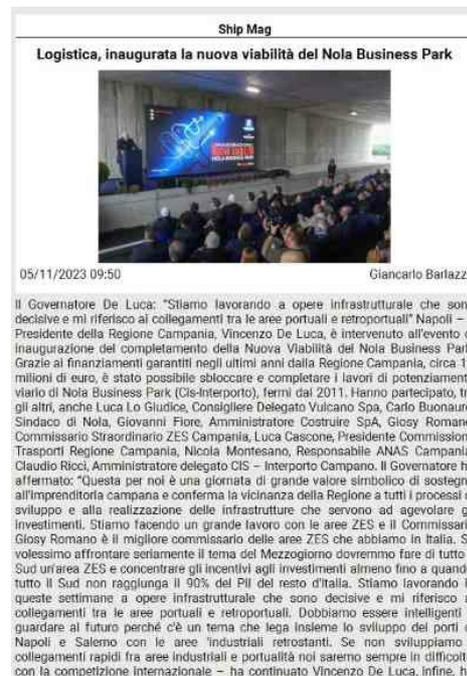 Ship Mag
Logistica, inaugurata la nuova viabilità del Nola Business Park
NOLA BUSINESS PARK
05/11/2023 09:50
Giancarlo Barlazz
Il Governatore De Luca: "Stiamo lavorando a opere infrastrutturale che son
decisive e mi riferisco ai collegamenti tra le aree portuali e retroportuali" Napoli –
Presidente della Regione Campania, Vincenzo De Luca, è intervenuto all'evento d
inaugurazione del completamento della Nuova Viabilità del Nola Business Park
Grazie ai finanziamenti garantiti negli ultimi anni dalla Regione Campania, circa 1
milioni di euro, è stato possibile sbloccare e completare i lavori di potenziament
viario di Nola Business Park (Cis-Interporto), fermi dal 2011. Hanno partecipato, tr
gli altri, anche Luca Lo Giudice, Consigliere Delegato Vulcano Spa, Carlo Buonaur
Sindaco di Nola, Giovanni Fiore, Amministratore Costruire SpA, Giosy Roman
Commissario Straordinario ZES Campania, Luca Cascone, Presidente Commission
Trasporti Regione Campania, Nicola Montesano, Responsabile ANAS Campania
Claudio Ricci, Amministratore delegato CIS – Interporto Campano. Il Governatore h
affermato: "Questa per noi è una giornata di grande valore simbolico di sostegn
all'imprenditoria campana e conferma la vicinanza della Regione a tutti i processi d
sviluppo e alla realizzazione delle infrastrutture che servono ad agevolare g
investimenti. Stiamo facendo un grande lavoro con le aree ZES e il Commissari
Giosy Romano è il migliore commissario delle aree ZES che abbiamo in Italia. S
volessimo affrontare seriamente il tema del Mezzogiorno dovremmo fare di tutto
Sud un'area ZES e concentrare gli incentivi agli investimenti almeno fino a quand
tutto il Sud non raggiunga il 90% del Pil del resto d'Italia. Stiamo lavorando i
queste settimane a opere infrastrutturale che sono decisive e mi riferisco a
collegamenti tra le aree portuali e retroportuali. Dobbiamo essere intelligenti
guardare al futuro perché c'è un tema che lega insieme lo sviluppo dei porti d
Napoli e Salerno con le aree 'industriali retrostanti. Se non sviluppiamo
collegamenti rapidi fra aree industriali e portualità noi saremo sempre in difficolt
con la competizione internazionale – ha continuato Vincenzo De Luca. Infine, h